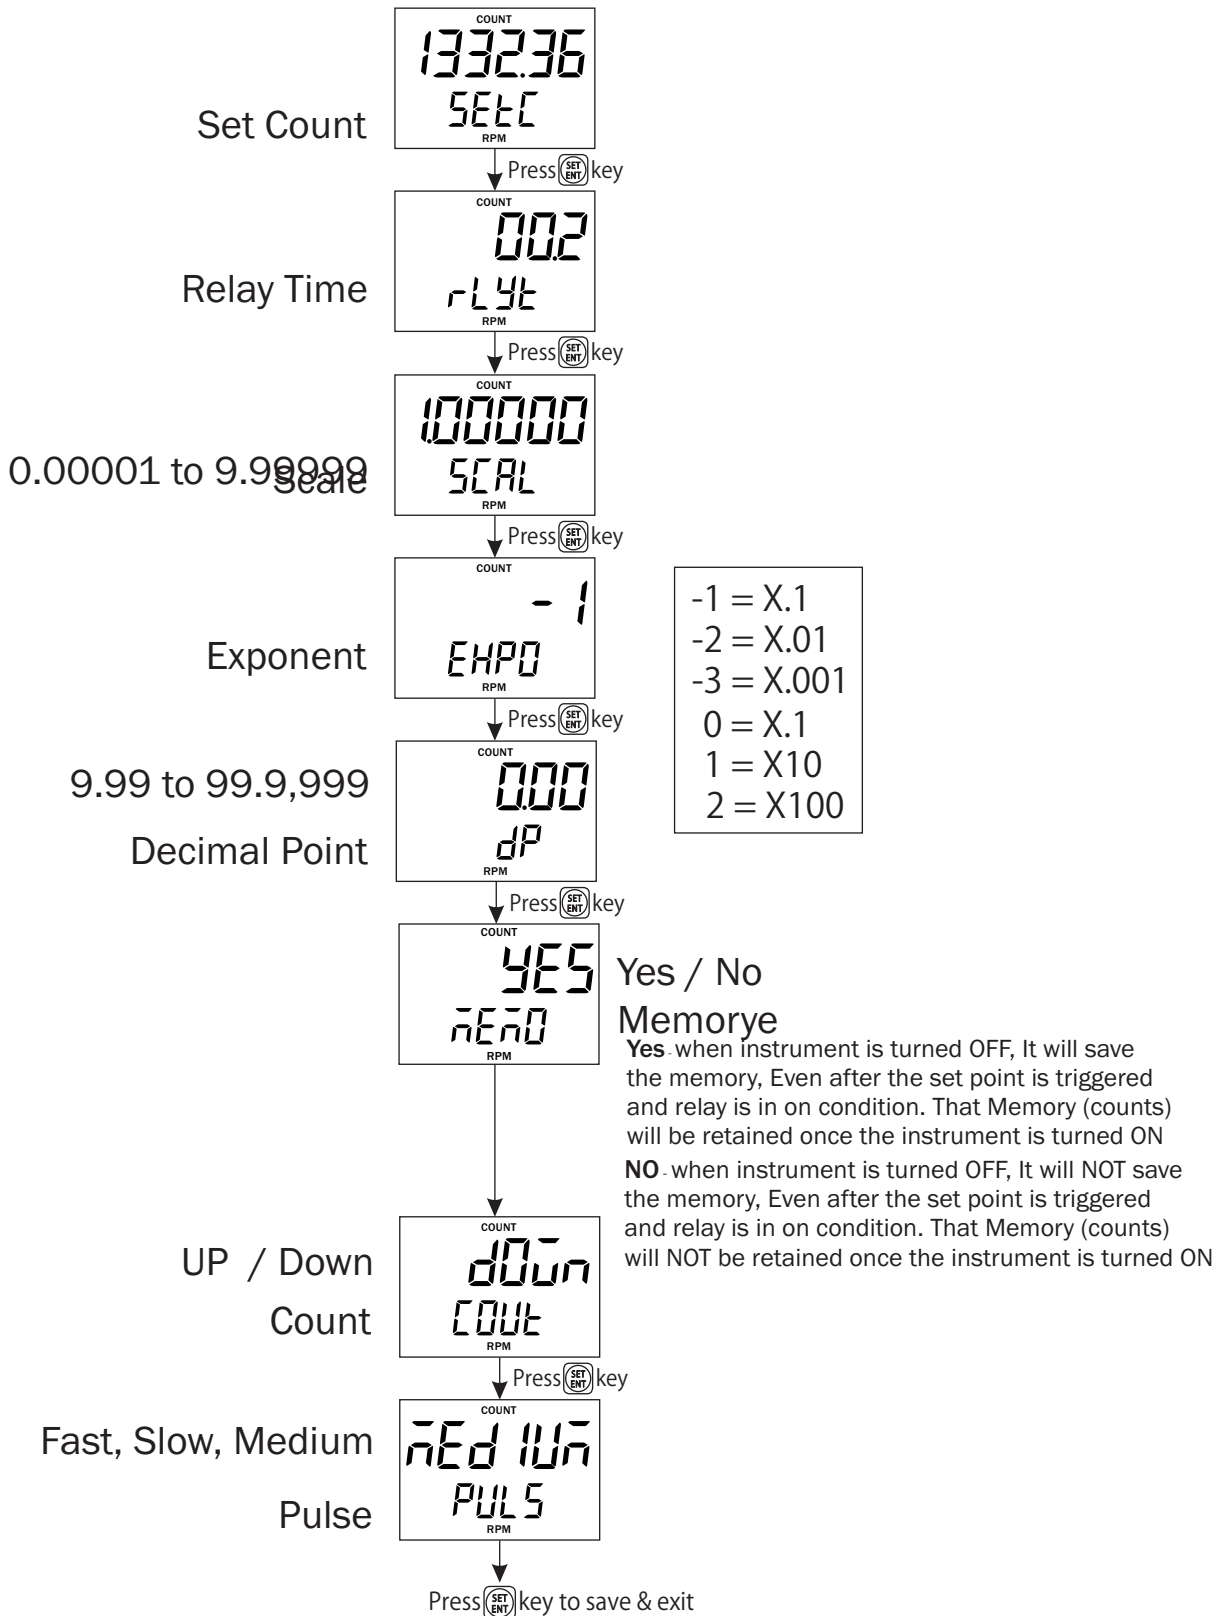 COUNT
1332.36
SEtC
RPM
Set Count
Press SET ENT key
COUNT
00.2
rLYt
RPM
Relay Time
Press SET ENT key
COUNT
1.00000
SCAL
RPM
0.00001 to 9.99999
Scale
Press SET ENT key
COUNT
-1
EHPO
RPM
Exponent
-1 = X.1
-2 = X.01
-3 = X.001
0 = X.1
1 = X10
2 = X100
Press SET ENT key
COUNT
0.00
dP
RPM
9.99 to 99.9,999
Decimal Point
Press SET ENT key
COUNT
YES
mEmO
RPM
Yes / No
Memorye
Yes - when instrument is turned OFF, It will save
the memory, Even after the set point is triggered
and relay is in on condition. That Memory (counts)
will be retained once the instrument is turned ON
NO - when instrument is turned OFF, It will NOT save
the memory, Even after the set point is triggered
and relay is in on condition. That Memory (counts)
will NOT be retained once the instrument is turned ON
COUNT
dOwn
COUt
RPM
UP / Down
Count
Press SET ENT key
COUNT
mEdIUm
PULS
RPM
Fast, Slow, Medium
Pulse
Press SET ENT key to save & exit